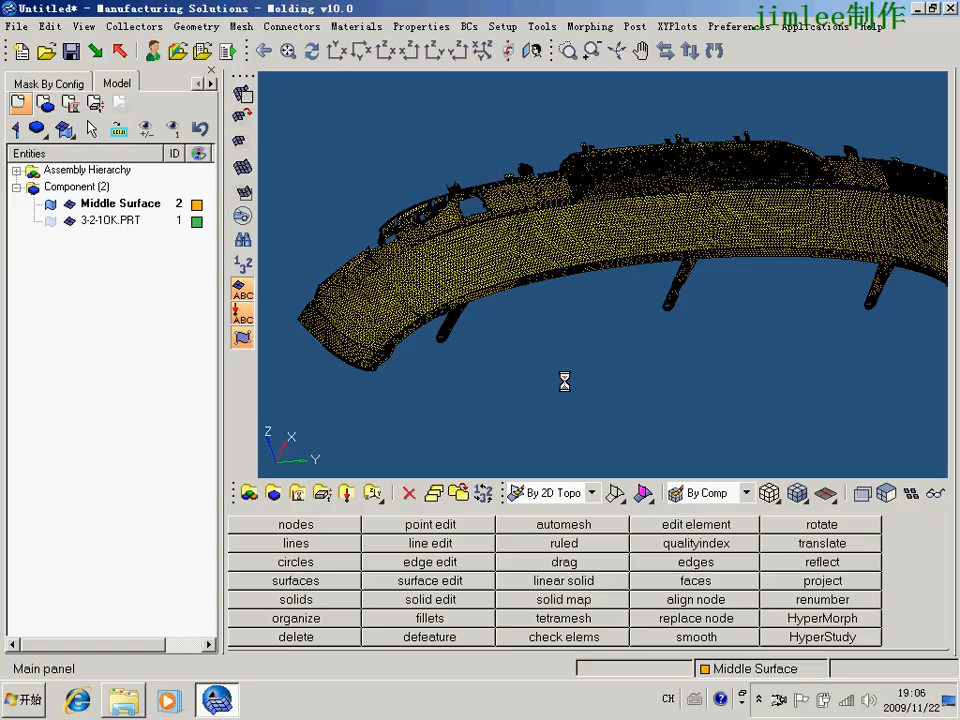 Untitled* - Manufacturing Solutions - Molding v10.0
jimlee制作
File Edit View Collectors Geometry Mesh Connectors Materials Properties BCs Setup Tools Morphing Post XYPlots Preferences Applications Help
Mask By Config Model
Entities ID
Assembly Hierarchy
Component (2)
Middle Surface 2
3-2-10K.PRT 1
1 2 3
ABC
ABC
Z X Y
By 2D Topo By Comp
nodes point edit automesh edit element rotate
lines line edit ruled qualityindex translate
circles edge edit drag edges reflect
surfaces surface edit linear solid faces project
solids solid edit solid map align node renumber
organize fillets tetramesh replace node HyperMorph
delete defeature check elems smooth HyperStudy
Main panel Middle Surface
开始 CH 19:06
2009/11/22